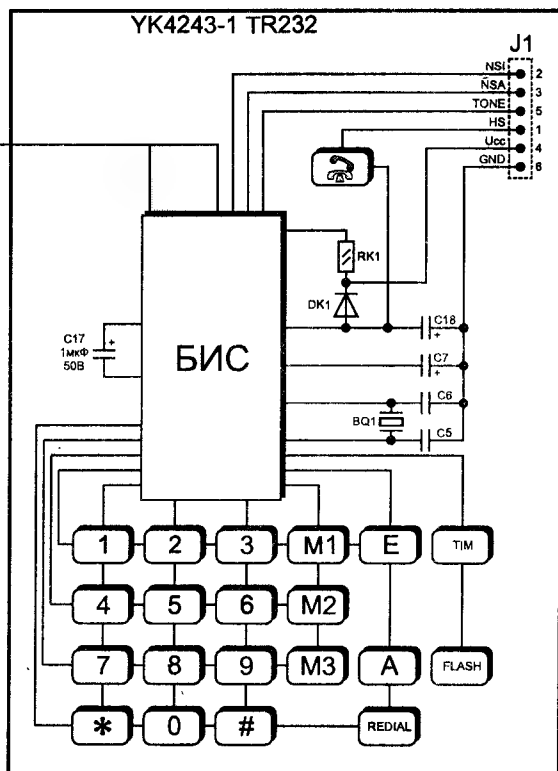 YK4243-1 TR232
J1
NSI 2
NSA 3
TONE 5
HS 1
Ucc 4
GND 6
RK1
DK1
C18
+
C17
1мкФ
50В
+
БИС
C7
+
C6
BQ1
C5
1 2 3 M1 E TIM
4 5 6 M2
7 8 9 M3 A FLASH
* 0 # REDIAL